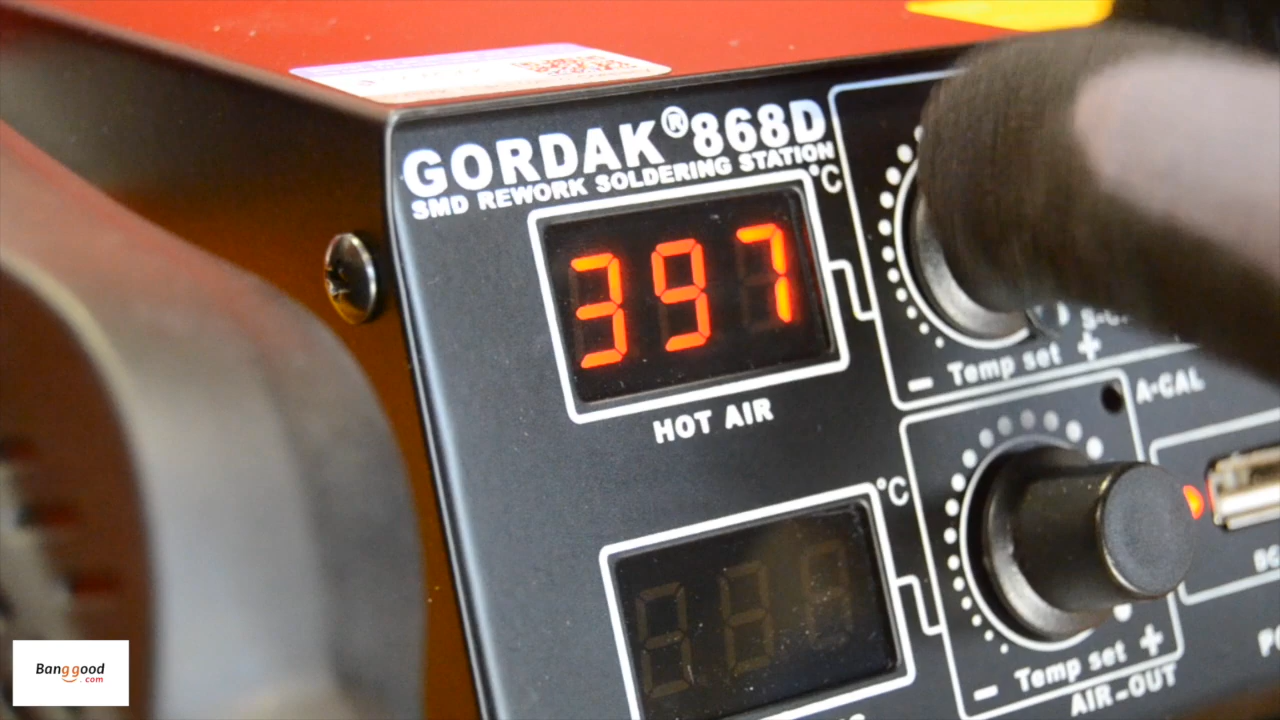 GORDAK®868D
SMD REWORK SOLDERING STATION
°C
397
HOT AIR
- Temp set +
A-CAL
°C
- Temp set +
AIR-OUT
Banggood
.com